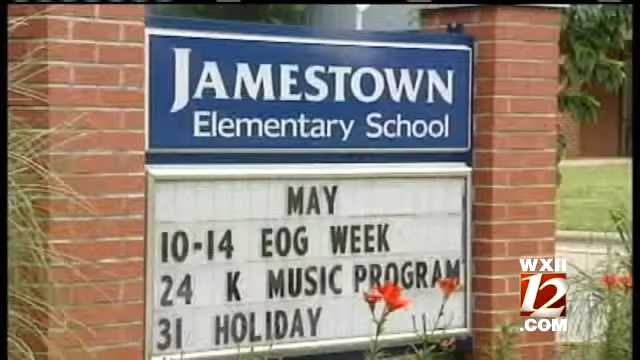 JAMESTOWN
Elementary School
MAY
10-14 EOG WEEK
24 K MUSIC PROGRAM
31 HOLIDAY
WXII
12
.COM